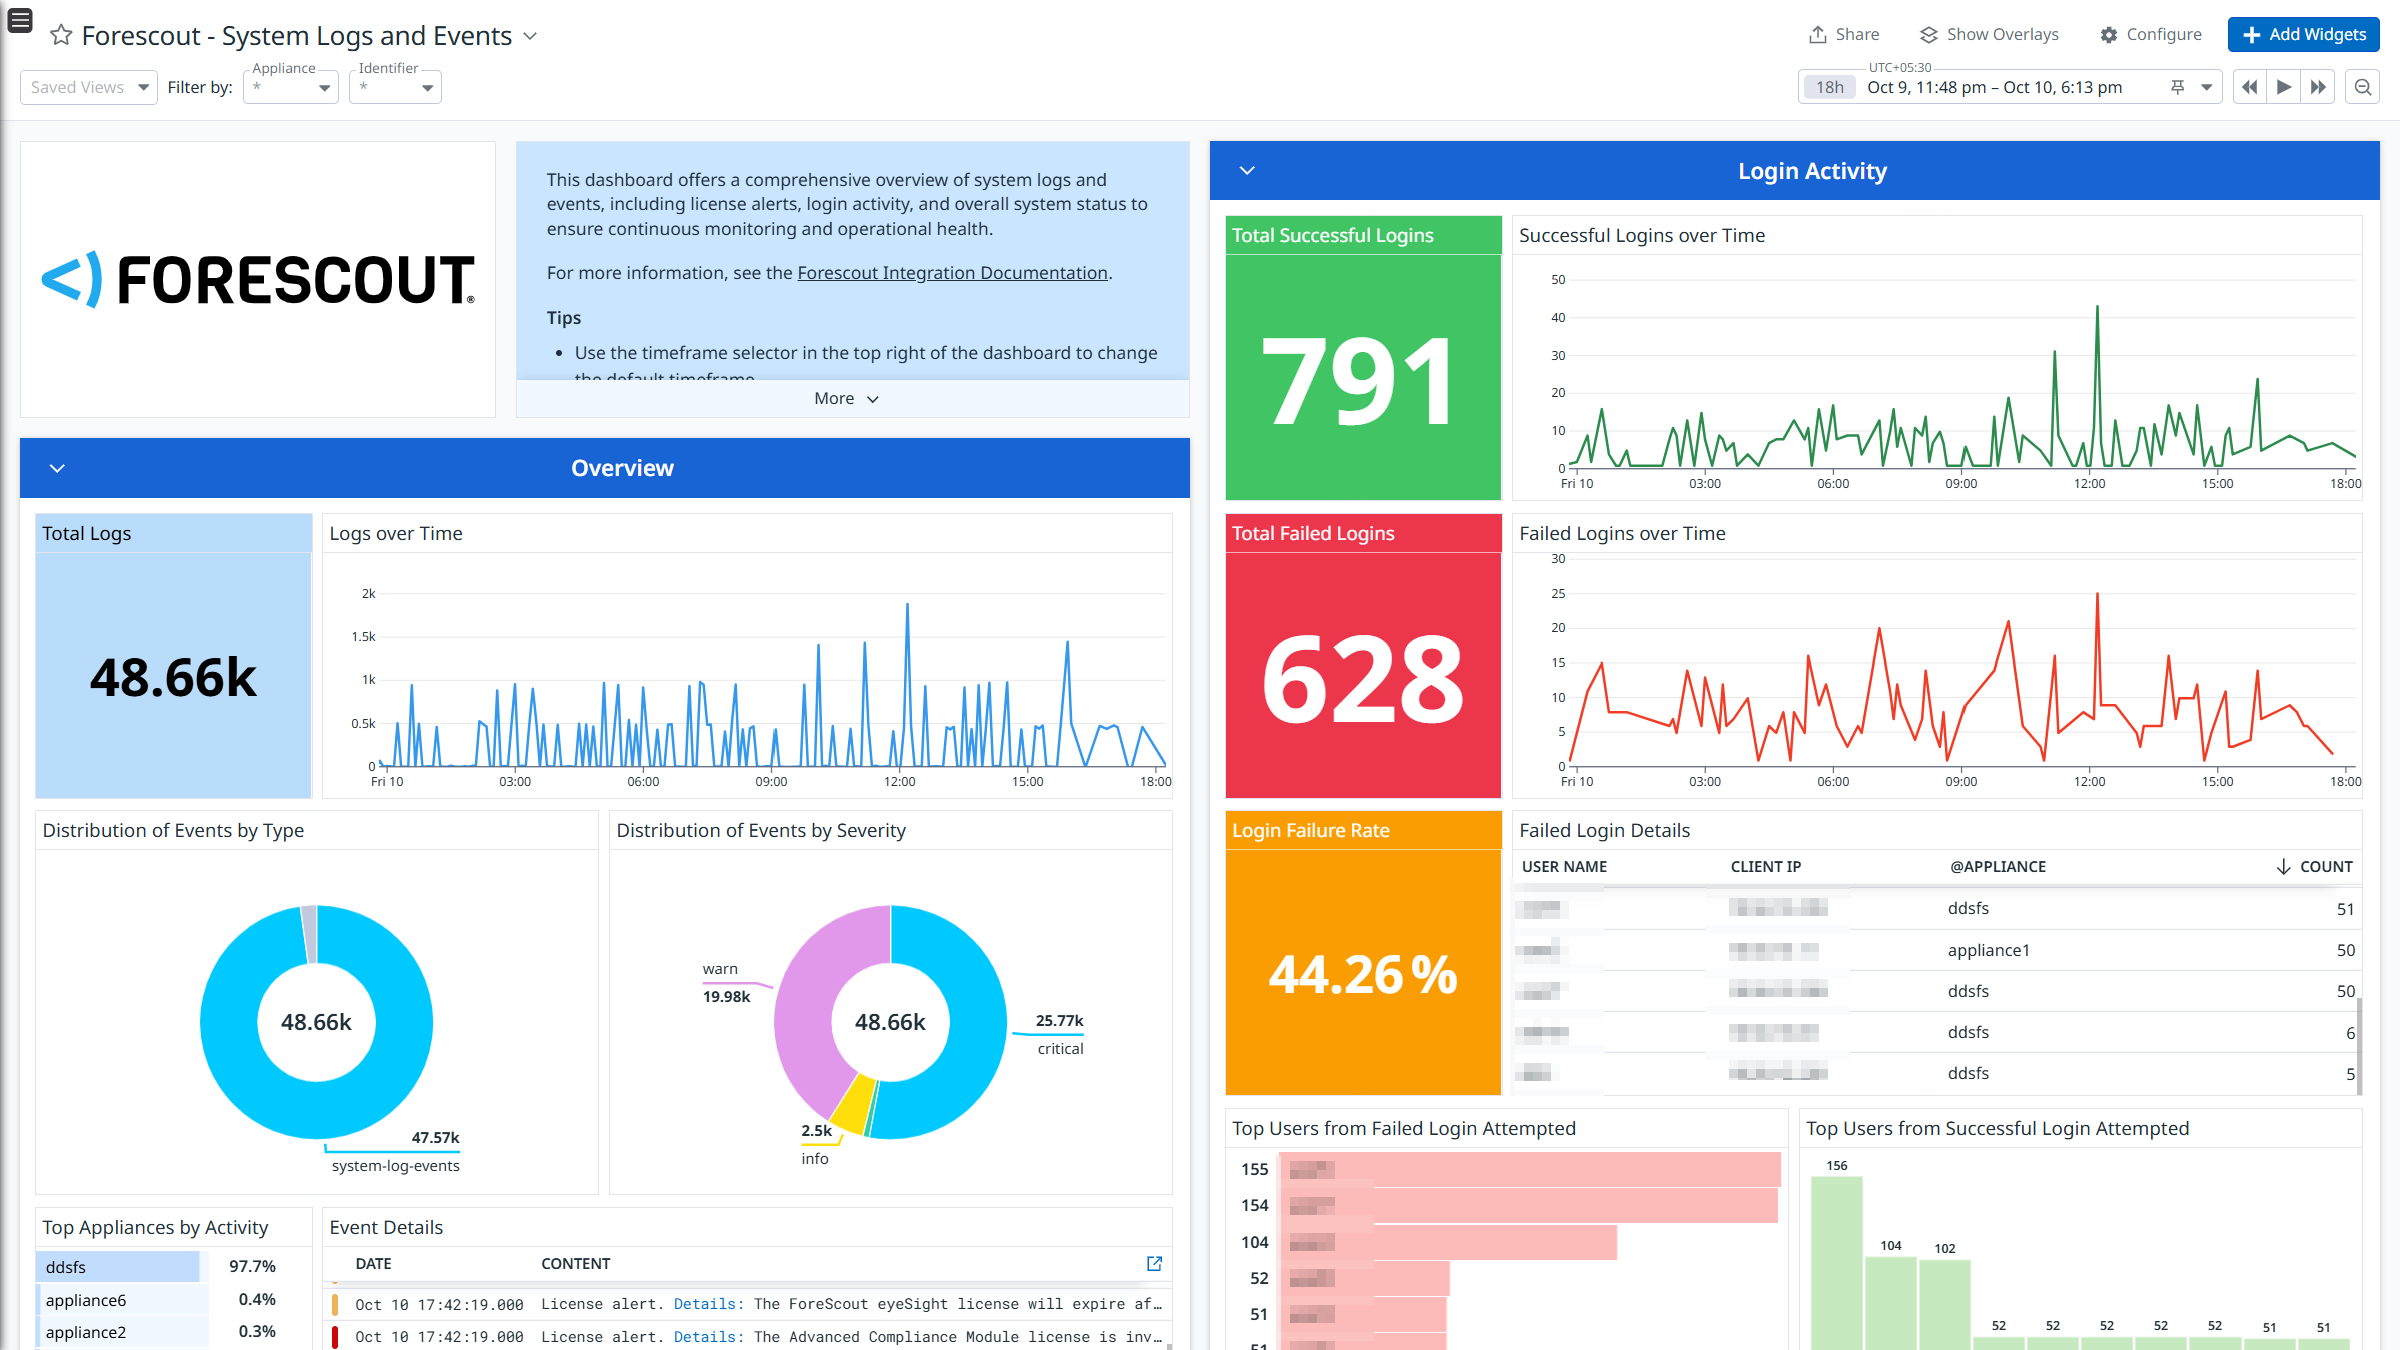 Forescout - System Logs and Events
Share
Show Overlays
Configure
Add Widgets
Saved Views
Filter by:
Appliance
*
Identifier
*
UTC+05:30
18h
Oct 9, 11:48 pm – Oct 10, 6:13 pm
<)FORESCOUT®
This dashboard offers a comprehensive overview of system logs and
events, including license alerts, login activity, and overall system status to
ensure continuous monitoring and operational health.
For more information, see the Forescout Integration Documentation.
Tips
• Use the timeframe selector in the top right of the dashboard to change
the default timeframe
More
Overview
Total Logs
48.66k
Logs over Time
2k
1.5k
1k
0.5k
0
Fri 10 03:00 06:00 09:00 12:00 15:00 18:00
Distribution of Events by Type
48.66k
47.57k
system-log-events
Distribution of Events by Severity
warn
19.98k
48.66k
25.77k
critical
2.5k
info
Top Appliances by Activity
ddsfs 97.7%
appliance6 0.4%
appliance2 0.3%
Event Details
DATE CONTENT
Oct 10 17:42:19.000 License alert. Details: The ForeScout eyeSight license will expire af…
Oct 10 17:42:19.000 License alert. Details: The Advanced Compliance Module license is inv…
Login Activity
Total Successful Logins
791
Successful Logins over Time
50
40
30
20
10
0
Fri 10 03:00 06:00 09:00 12:00 15:00 18:00
Total Failed Logins
628
Failed Logins over Time
30
25
20
15
10
5
0
Fri 10 03:00 06:00 09:00 12:00 15:00 18:00
Login Failure Rate
44.26 %
Failed Login Details
USER NAME CLIENT IP @APPLIANCE COUNT
ddsfs 51
appliance1 50
ddsfs 50
ddsfs 6
ddsfs 5
Top Users from Failed Login Attempted
155
154
104
52
51
51
Top Users from Successful Login Attempted
156
104
102
52
52
52
52
52
51
51